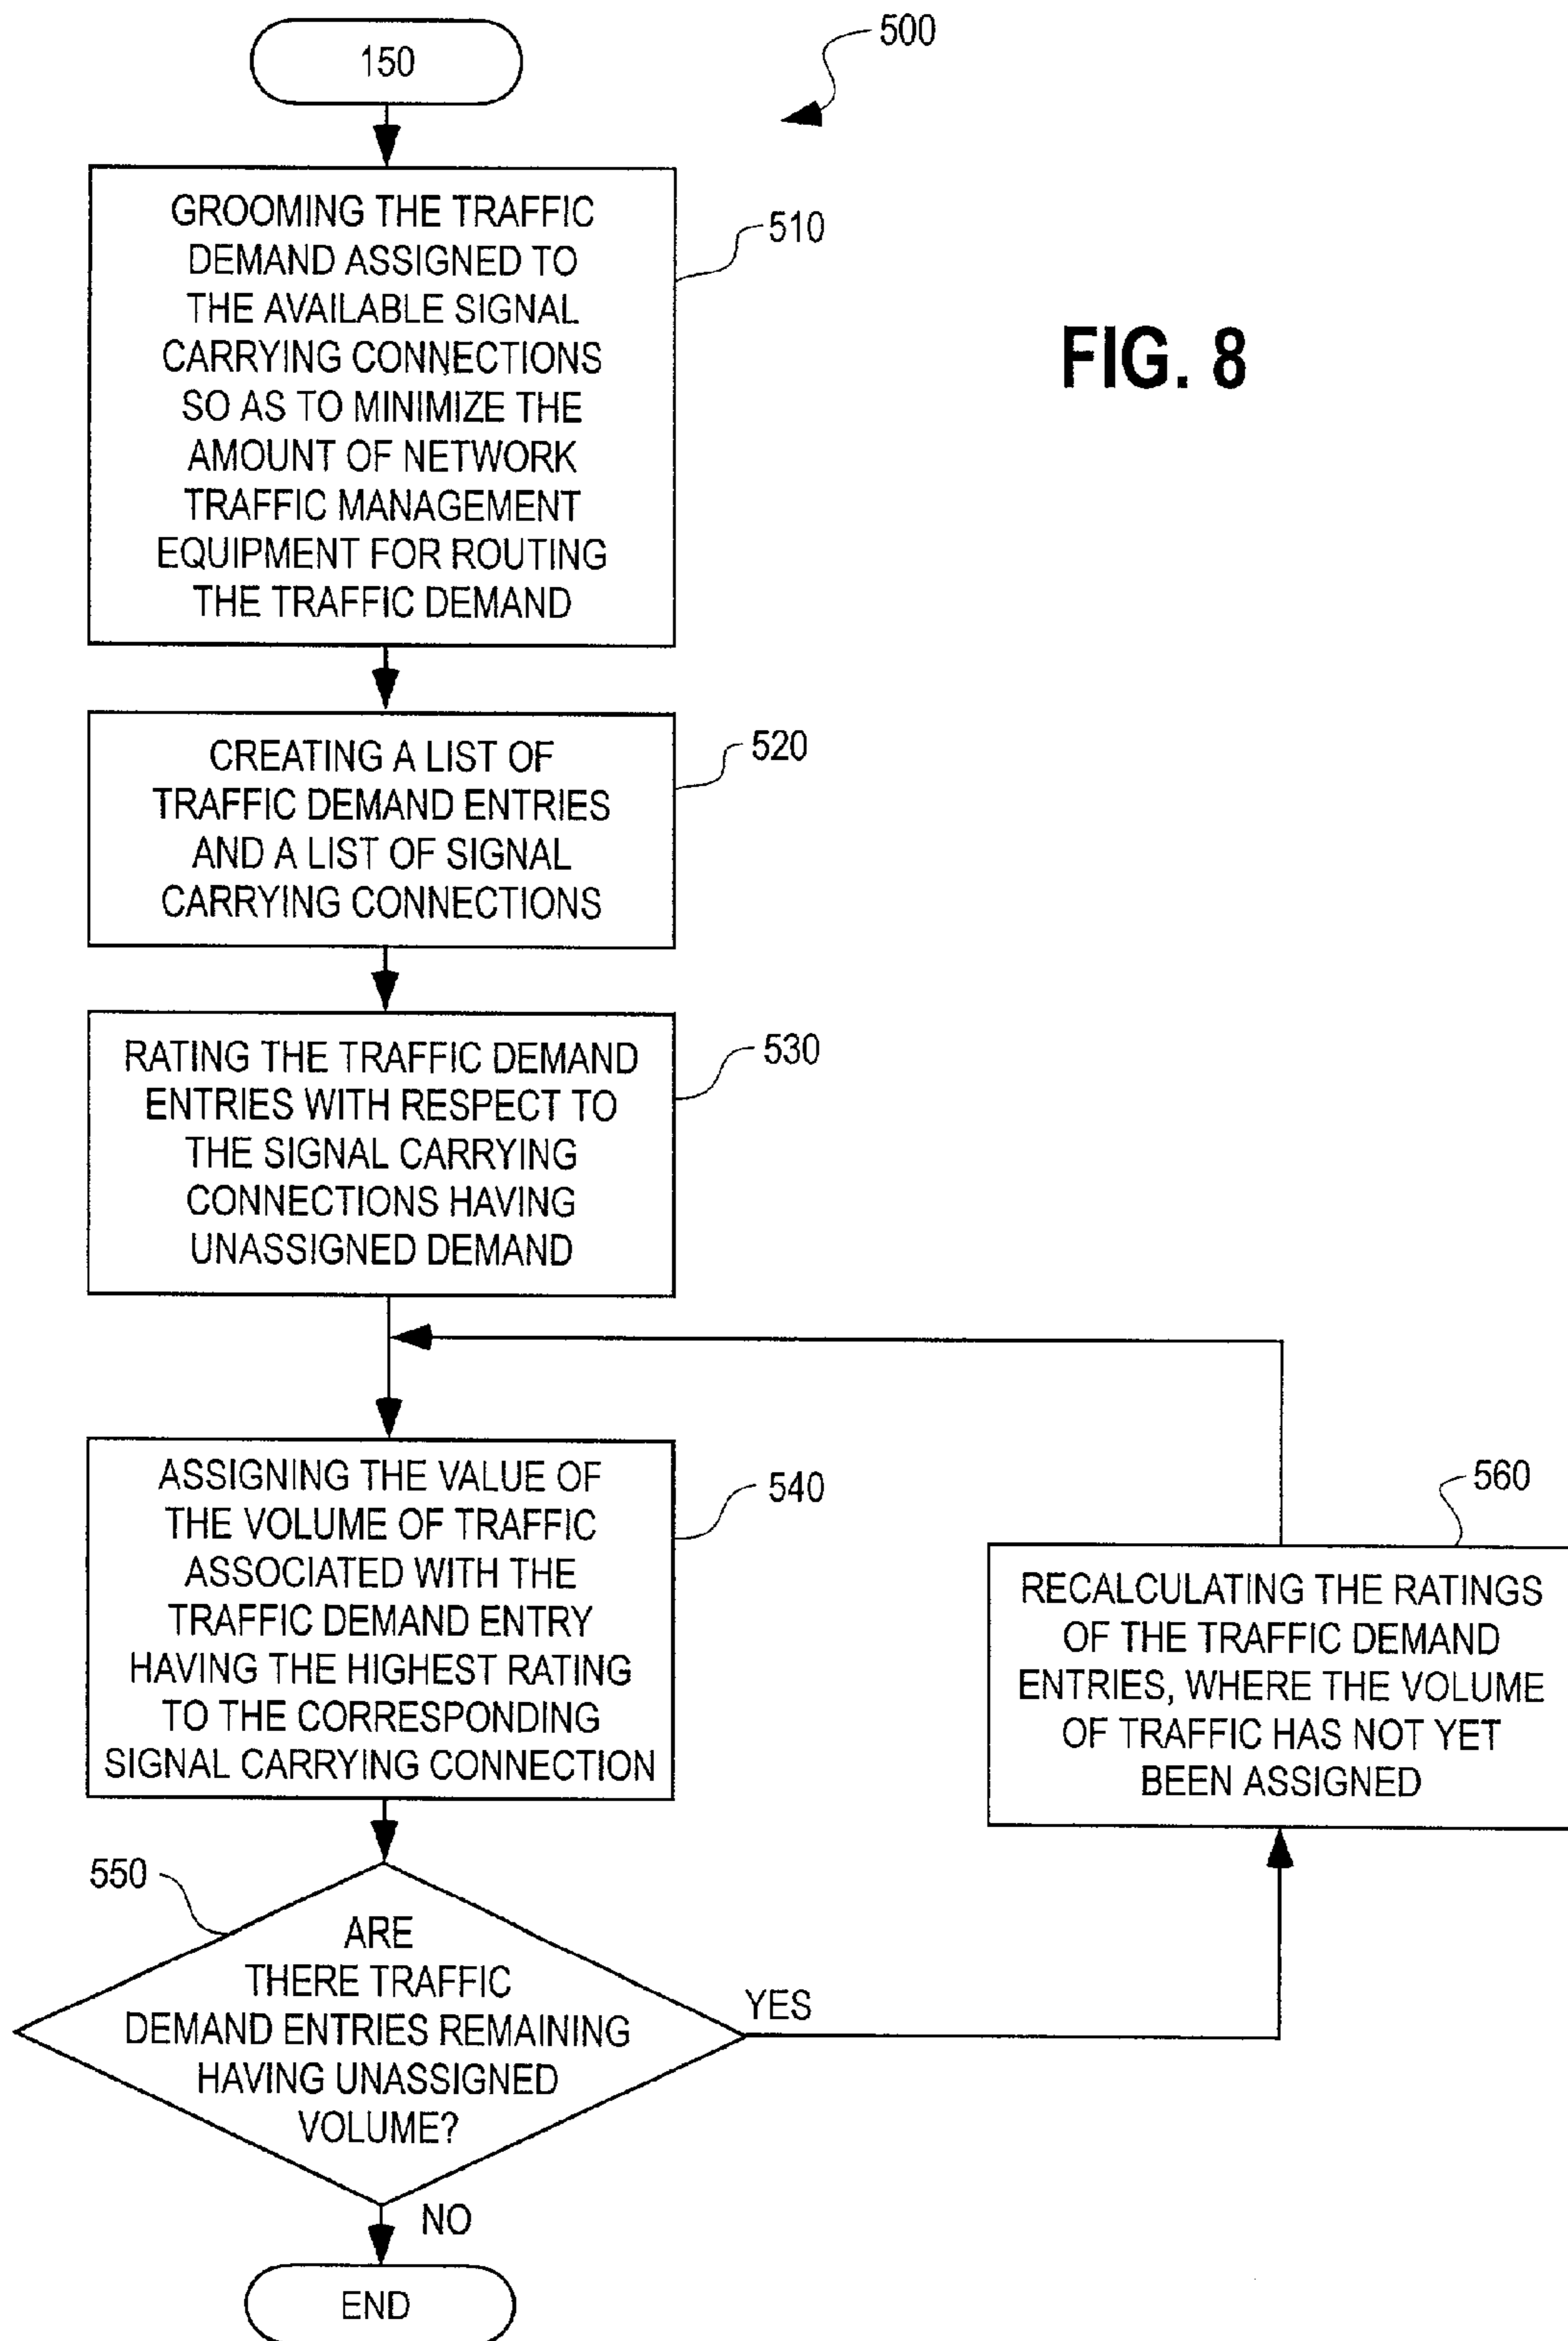 150
500
GROOMING THE TRAFFIC
DEMAND ASSIGNED TO
THE AVAILABLE SIGNAL
CARRYING CONNECTIONS
SO AS TO MINIMIZE THE
AMOUNT OF NETWORK
TRAFFIC MANAGEMENT
EQUIPMENT FOR ROUTING
THE TRAFFIC DEMAND
510
FIG. 8
CREATING A LIST OF
TRAFFIC DEMAND ENTRIES
AND A LIST OF SIGNAL
CARRYING CONNECTIONS
520
RATING THE TRAFFIC DEMAND
ENTRIES WITH RESPECT TO
THE SIGNAL CARRYING
CONNECTIONS HAVING
UNASSIGNED DEMAND
530
ASSIGNING THE VALUE OF
THE VOLUME OF TRAFFIC
ASSOCIATED WITH THE
TRAFFIC DEMAND ENTRY
HAVING THE HIGHEST RATING
TO THE CORRESPONDING
SIGNAL CARRYING CONNECTION
540
560
RECALCULATING THE RATINGS
OF THE TRAFFIC DEMAND
ENTRIES, WHERE THE VOLUME
OF TRAFFIC HAS NOT YET
BEEN ASSIGNED
550
ARE
THERE TRAFFIC
DEMAND ENTRIES REMAINING
HAVING UNASSIGNED
VOLUME?
YES
NO
END